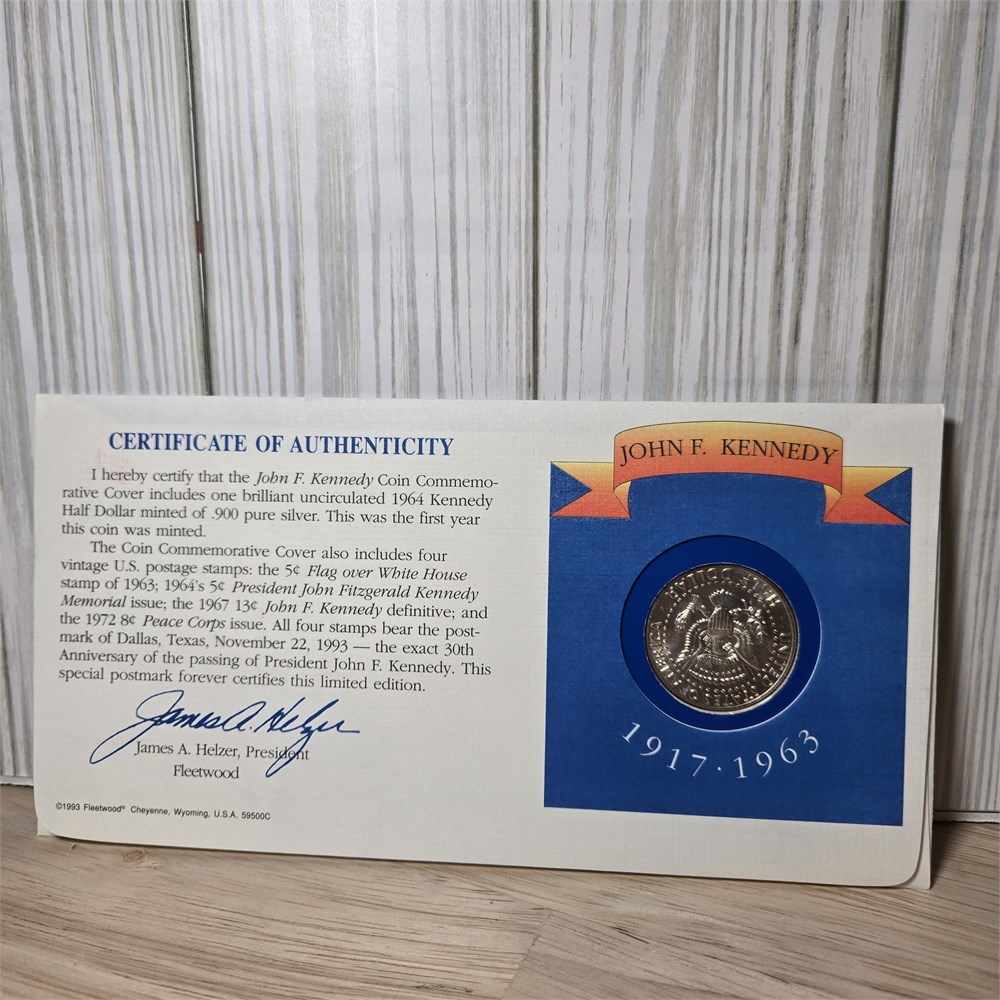 CERTIFICATE OF AUTHENTICITY
I hereby certify that the John F. Kennedy Coin Commemo-
rative Cover includes one brilliant uncirculated 1964 Kennedy
Half Dollar minted of .900 pure silver. This was the first year
this coin was minted.
The Coin Commemorative Cover also includes four
vintage U.S. postage stamps: the 5¢ Flag over White House
stamp of 1963; 1964's 5¢ President John Fitzgerald Kennedy
Memorial issue; the 1967 13¢ John F. Kennedy definitive; and
the 1972 8¢ Peace Corps issue. All four stamps bear the post-
mark of Dallas, Texas, November 22, 1993 — the exact 30th
Anniversary of the passing of President John F. Kennedy. This
special postmark forever certifies this limited edition.
James A. Helzer
James A. Helzer, President
Fleetwood
©1993 Fleetwood® Cheyenne, Wyoming, U.S.A. 59500C
JOHN F. KENNEDY
UNITED STATES OF AMERICA
HALF DOLLAR
1917·1963